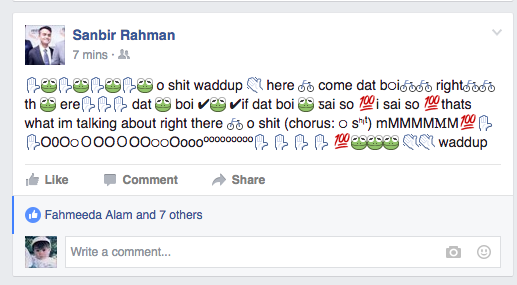 Sanbir Rahman
7 mins ·
✋🐸✋🐸✋🐸✋🐸 o shit waddup 👋 here 🚲 come dat boi🚲🚲 right🚲🚲
th 🐸 ere✋✋✋ dat 🐸 boi ✔🐸 ✔if dat boi 🐸 sai so 💯i sai so 💯thats
what im talking about right there 🚲 o shit (chorus: ᴑ sʰᶦᵗ) mMMMMM💯✋
✋O0OoОOOОOOooOoooᵒᵒᵒᵒᵒᵒᵒᵒᵒ✋ ✋ ✋ ✋ 💯🐸🐸🐸 👋👋 waddup
Like Comment Share
Fahmeeda Alam and 7 others
Write a comment...